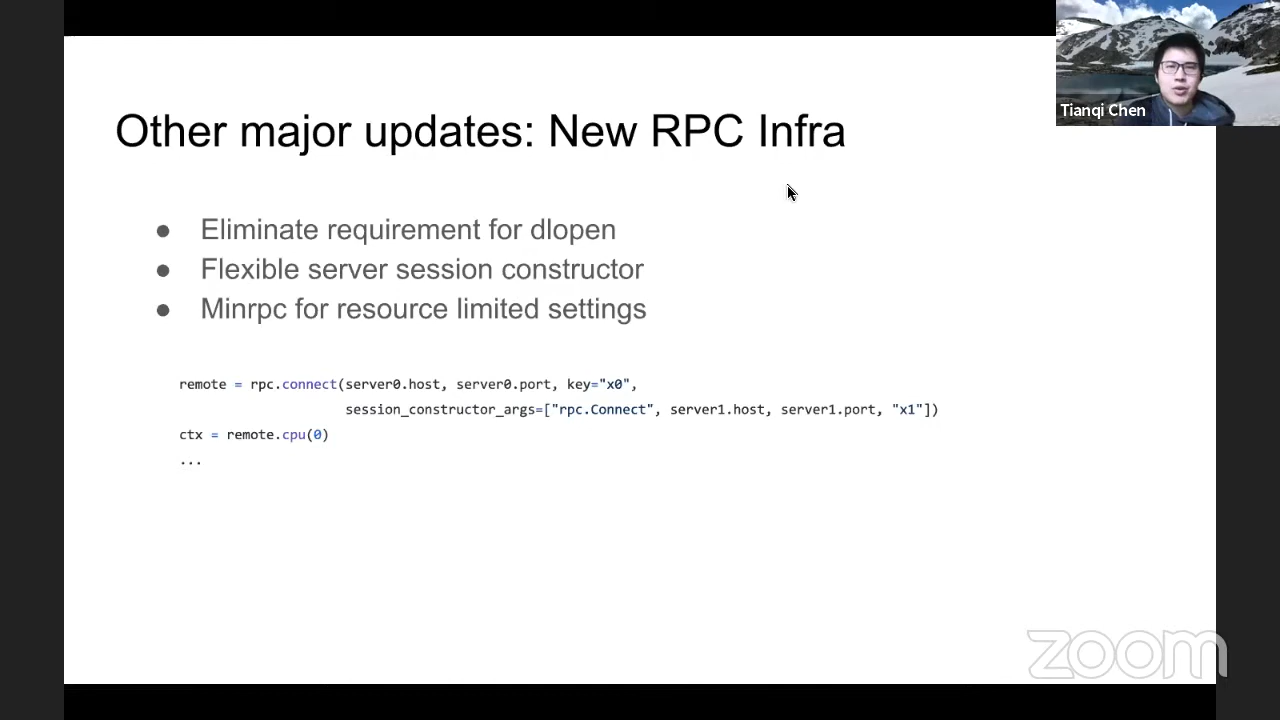 Tianqi Chen
Other major updates: New RPC Infra
● Eliminate requirement for dlopen
● Flexible server session constructor
● Minrpc for resource limited settings
remote = rpc.connect(server0.host, server0.port, key="x0",
session_constructor_args=["rpc.Connect", server1.host, server1.port, "x1"])
ctx = remote.cpu(0)
...
zoom